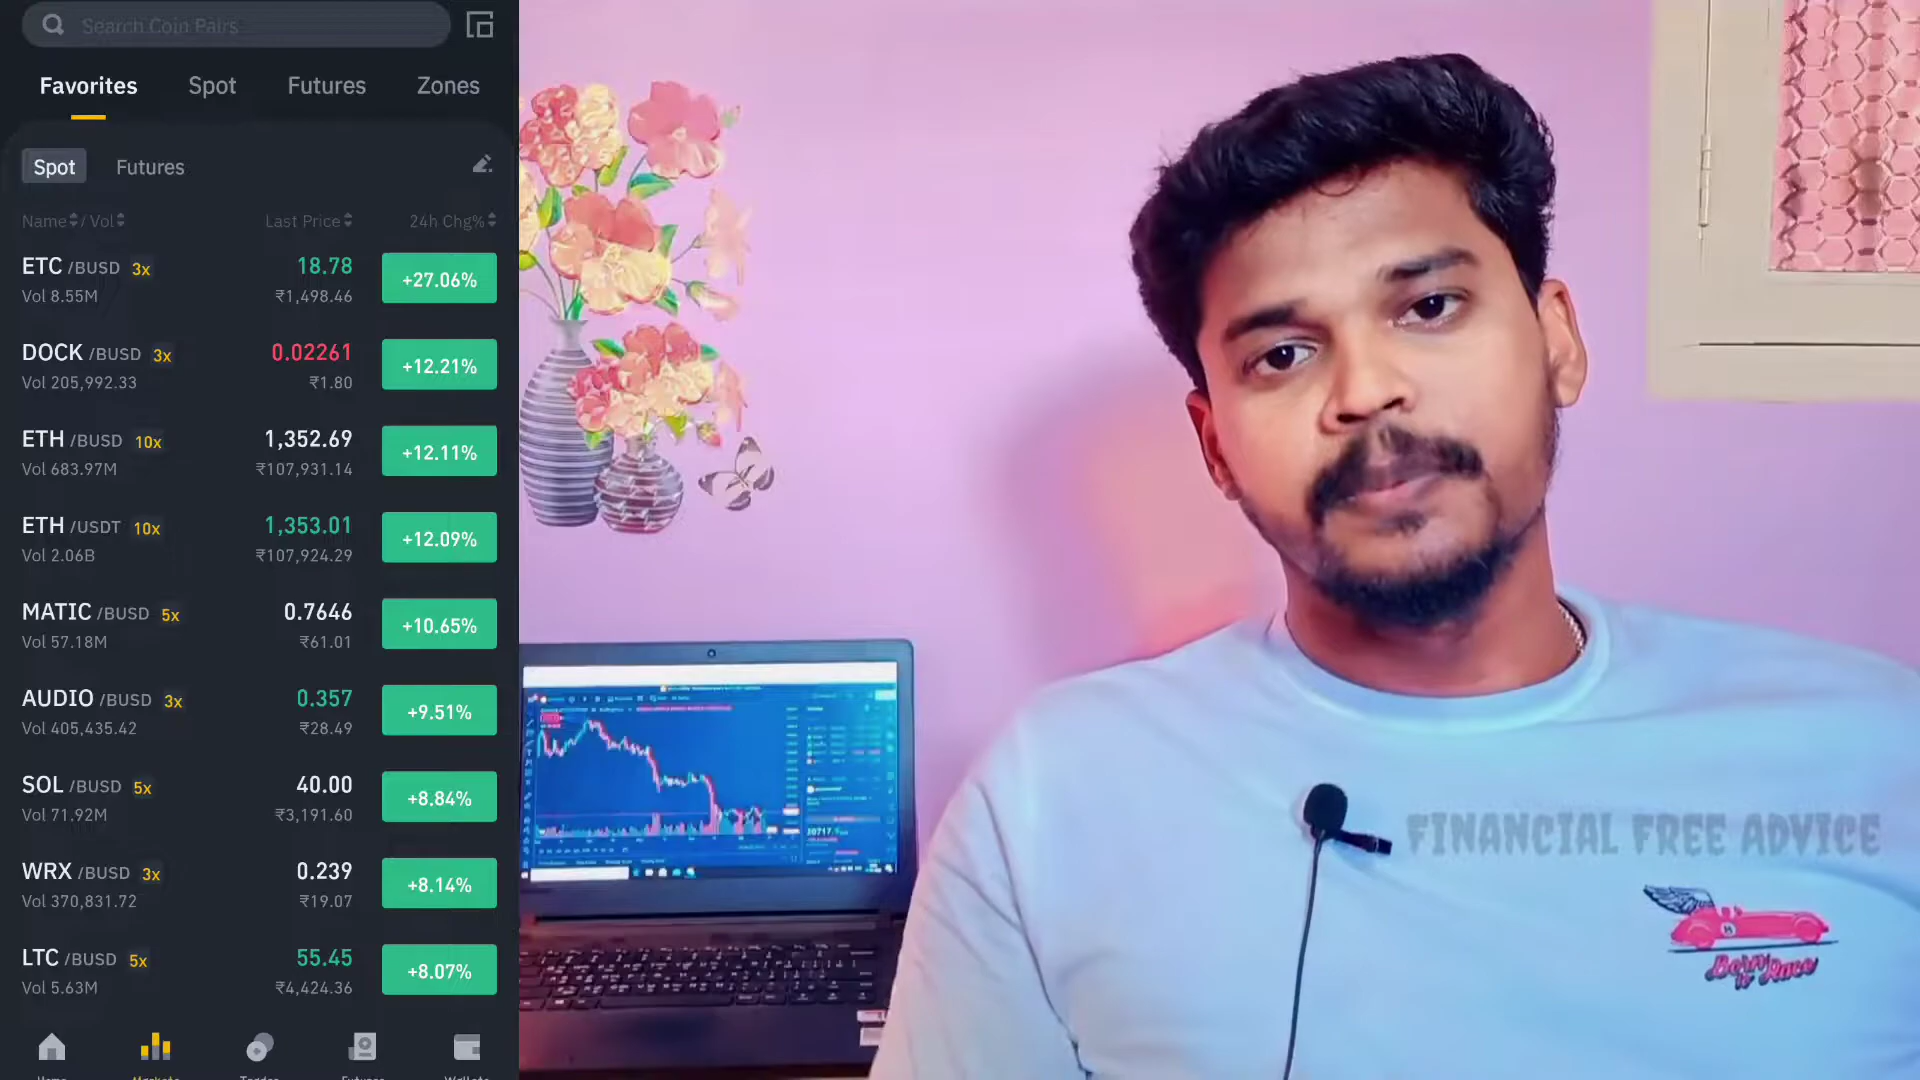 Search Coin Pairs
Favorites Spot Futures Zones
Spot Futures
Name / Vol Last Price 24h Chg%
ETC /BUSD 3x 18.78 +27.06%
Vol 8.55M ₹1,498.46
DOCK /BUSD 3x 0.02261 +12.21%
Vol 205,992.33 ₹1.80
ETH /BUSD 10x 1,352.69 +12.11%
Vol 683.97M ₹107,931.14
ETH /USDT 10x 1,353.01 +12.09%
Vol 2.06B ₹107,924.29
MATIC /BUSD 5x 0.7646 +10.65%
Vol 57.18M ₹61.01
AUDIO /BUSD 3x 0.357 +9.51%
Vol 405,435.42 ₹28.49
SOL /BUSD 5x 40.00 +8.84%
Vol 71.92M ₹3,191.60
WRX /BUSD 3x 0.239 +8.14%
Vol 370,831.72 ₹19.07
LTC /BUSD 5x 55.45 +8.07%
Vol 5.63M ₹4,424.36
FINANCIAL FREE ADVICE
Born
to Race